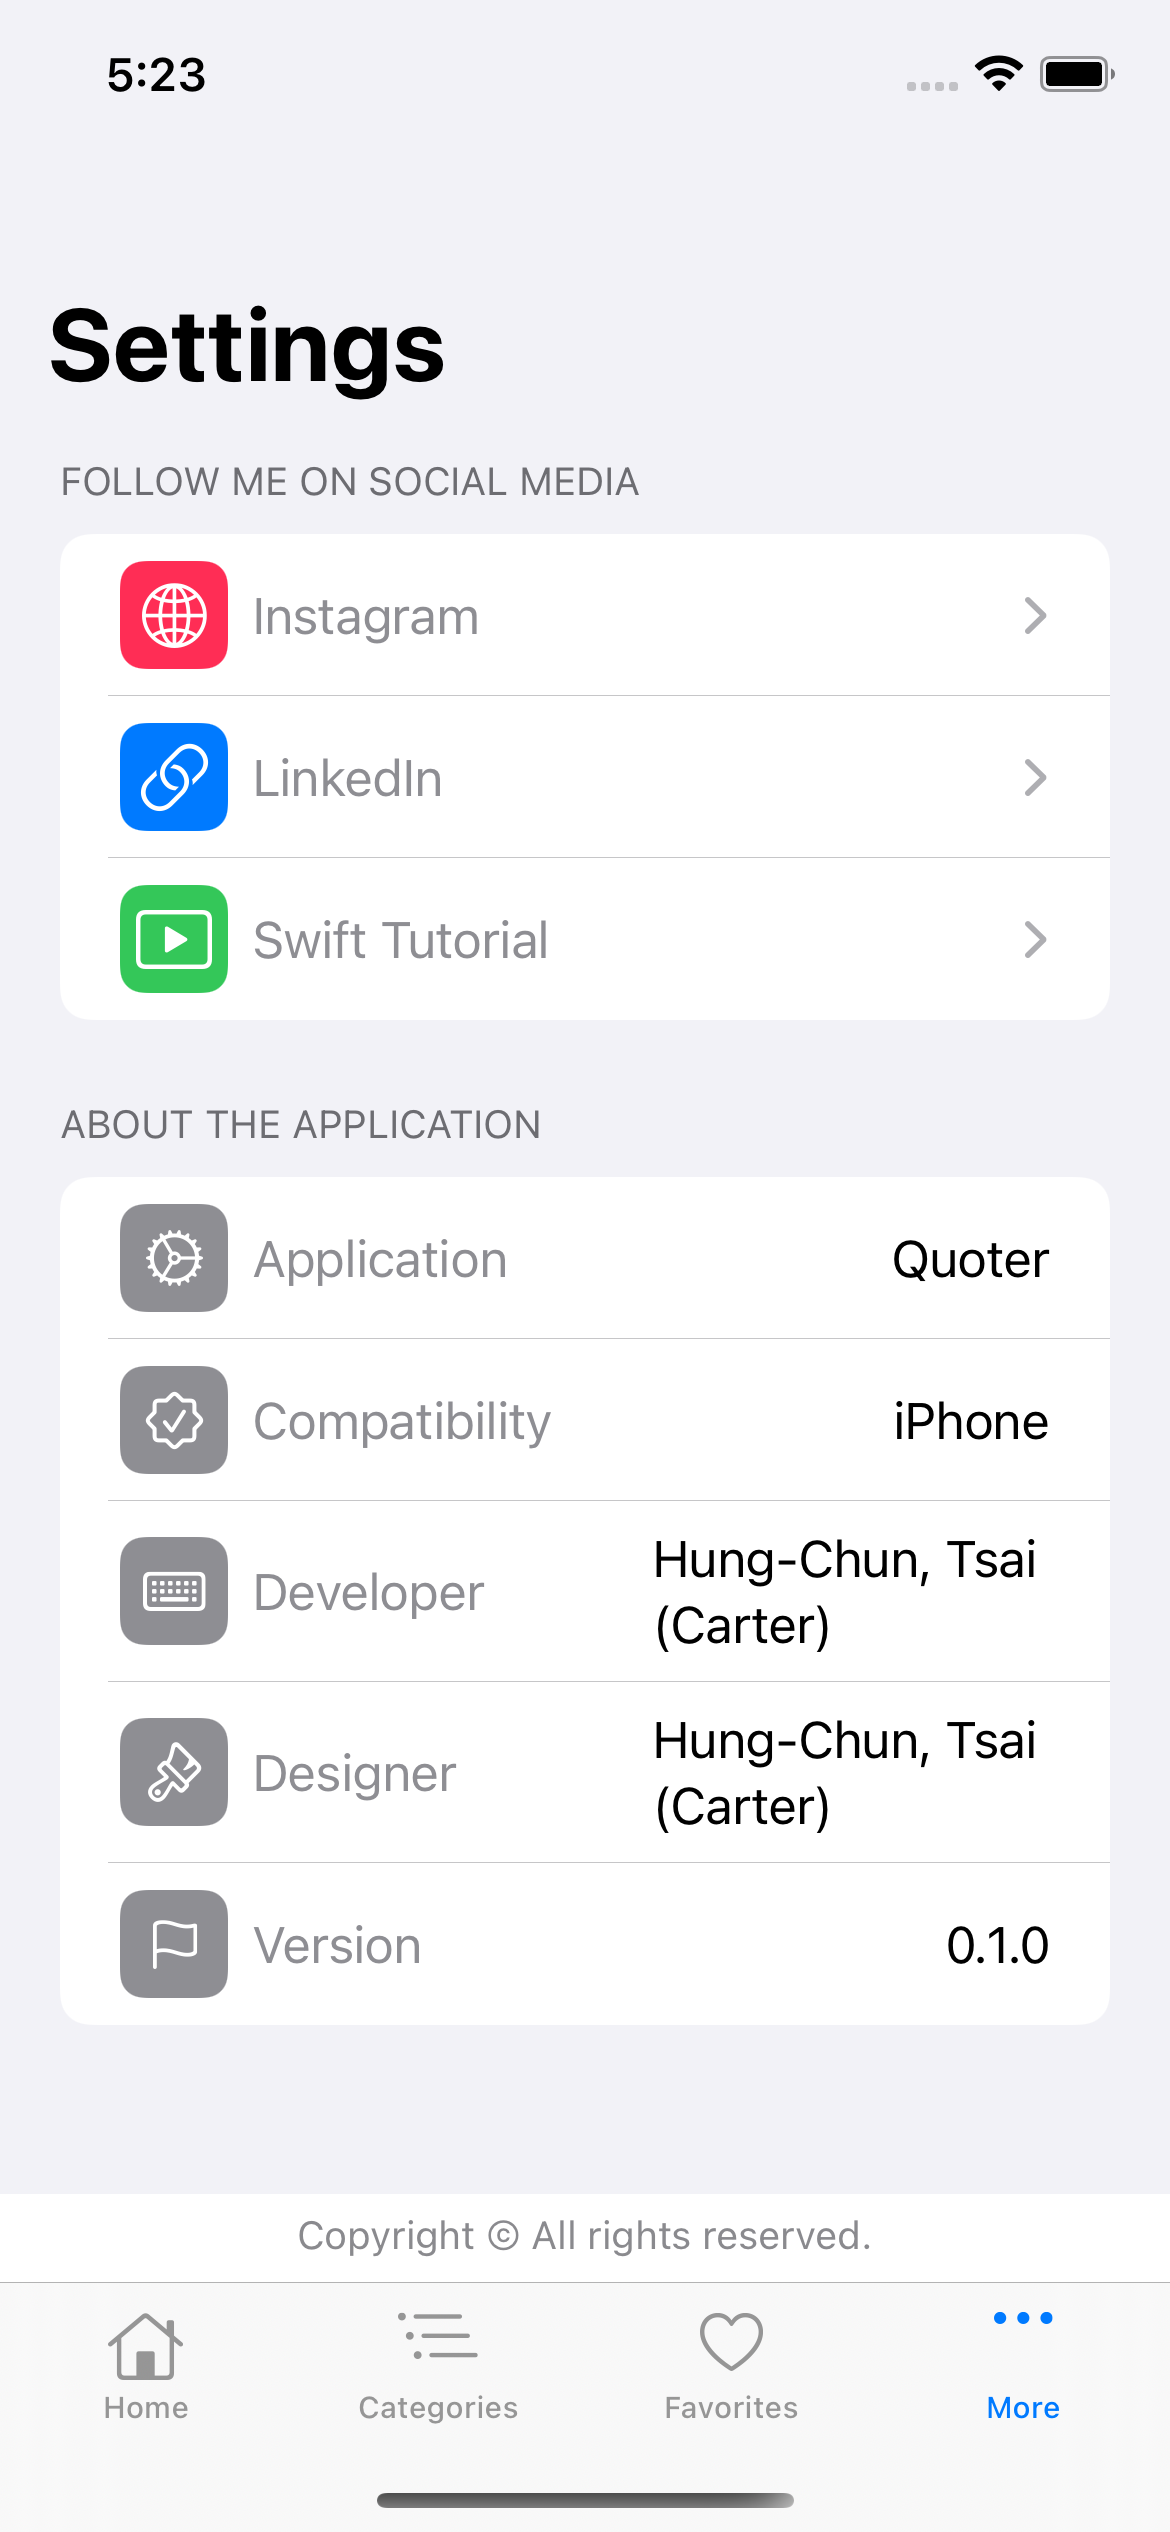 5:23
Settings
FOLLOW ME ON SOCIAL MEDIA
Instagram
LinkedIn
Swift Tutorial
ABOUT THE APPLICATION
Application Quoter
Compatibility iPhone
Developer Hung-Chun, Tsai
(Carter)
Designer Hung-Chun, Tsai
(Carter)
Version 0.1.0
Copyright © All rights reserved.
Home Categories Favorites More